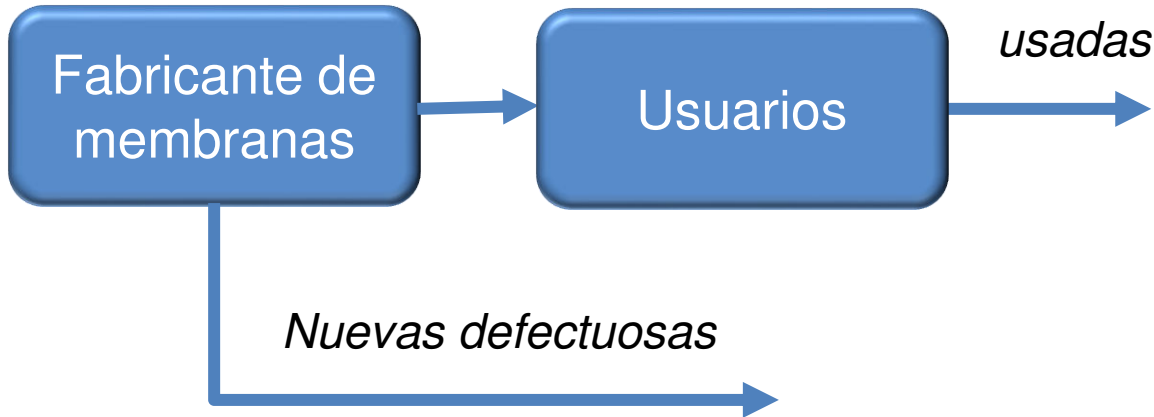 Fabricante de
membranas
Usuarios
usadas
Nuevas defectuosas